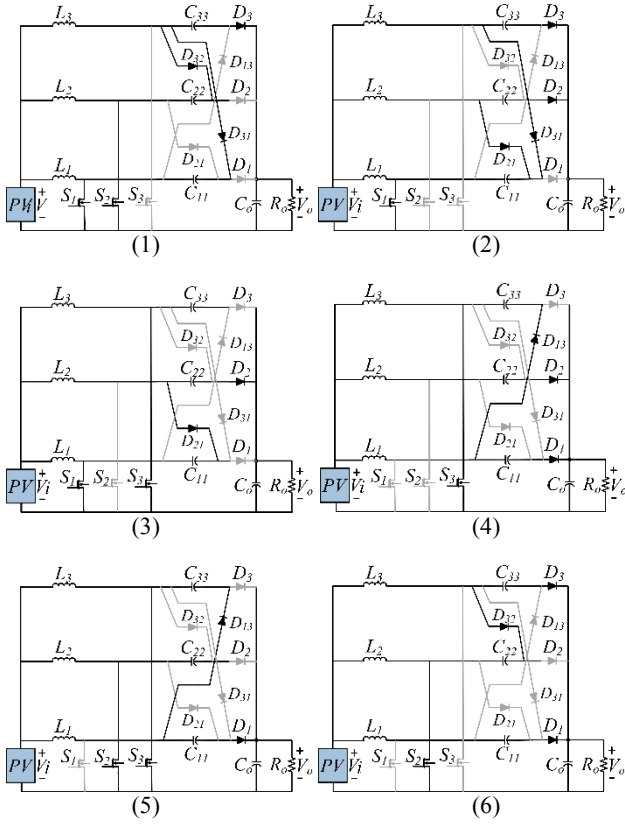 L3 C33 D3 L3 C33 D3
D32 D13 D32 D13
L2 C22 D2 L2 C22 D2
D31 D31
L1 D21 D1 L1 D21 D1
PV Vi S1 S2 S3 C11 Co Ro Vo PV Vi S1 S2 S3 C11 Co Ro Vo
(1) (2)
L3 C33 D3 L3 C33 D3
D32 D13 D32 D13
L2 C22 D2 L2 C22 D2
D31 D31
L1 D21 D1 L1 D21 D1
PV Vi S1 S2 S3 C11 Co Ro Vo PV Vi S1 S2 S3 C11 Co Ro Vo
(3) (4)
L3 C33 D3 L3 C33 D3
D32 D13 D32 D13
L2 C22 D2 L2 C22 D2
D31 D31
L1 D21 D1 L1 D21 D1
PV Vi S1 S2 S3 C11 Co Ro Vo PV Vi S1 S2 S3 C11 Co Ro Vo
(5) (6)